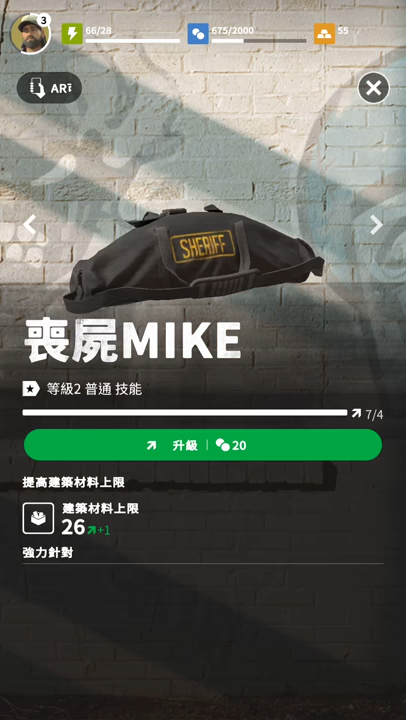 3
66/28
675/2000
55
AR
SHERIFF
喪屍MIKE
等級2 普通 技能
7/4
升級 | 20
提高建築材料上限
建築材料上限
26 +1
強力針對